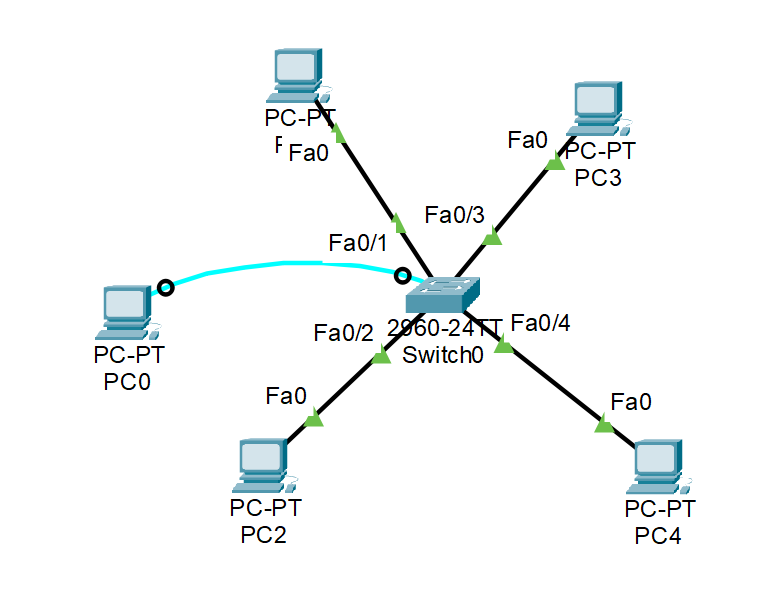 PC-PT
Fa0
Fa0
PC-PT
PC3
Fa0/3
Fa0/1
Fa0/2
2960-24TT
Switch0
Fa0/4
PC-PT
PC0
Fa0
Fa0
PC-PT
PC2
PC-PT
PC4